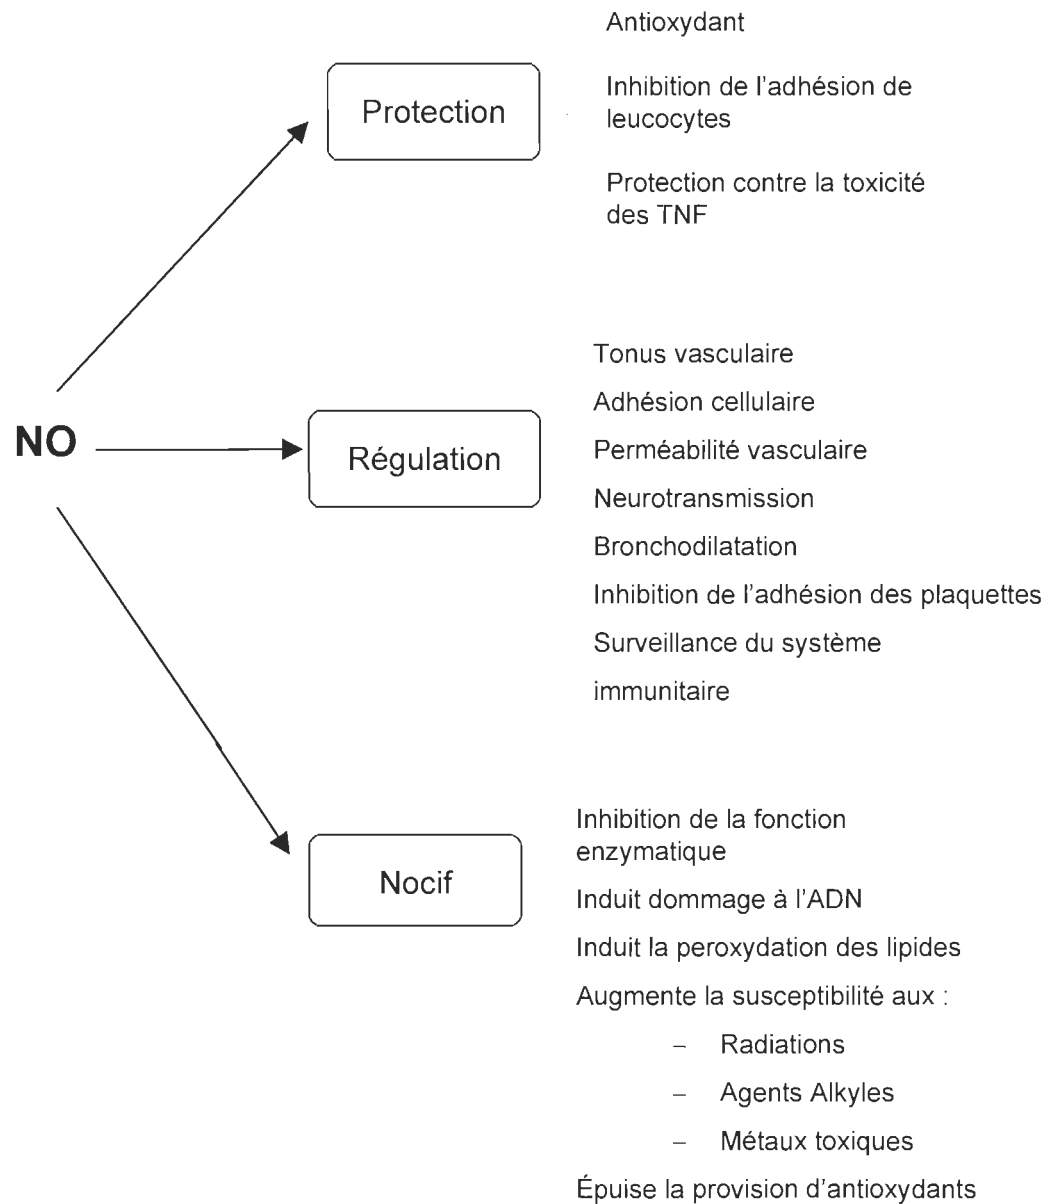 Antioxydant
Protection
Inhibition de l'adhésion de
leucocytes
Protection contre la toxicité
des TNF
NO
Régulation
Tonus vasculaire
Adhésion cellulaire
Perméabilité vasculaire
Neurotransmission
Bronchodilatation
Inhibition de l'adhésion des plaquettes
Surveillance du système
immunitaire
Nocif
Inhibition de la fonction
enzymatique
Induit dommage à l'ADN
Induit la peroxydation des lipides
Augmente la susceptibilité aux :
– Radiations
– Agents Alkyles
– Métaux toxiques
Épuise la provision d'antioxydants